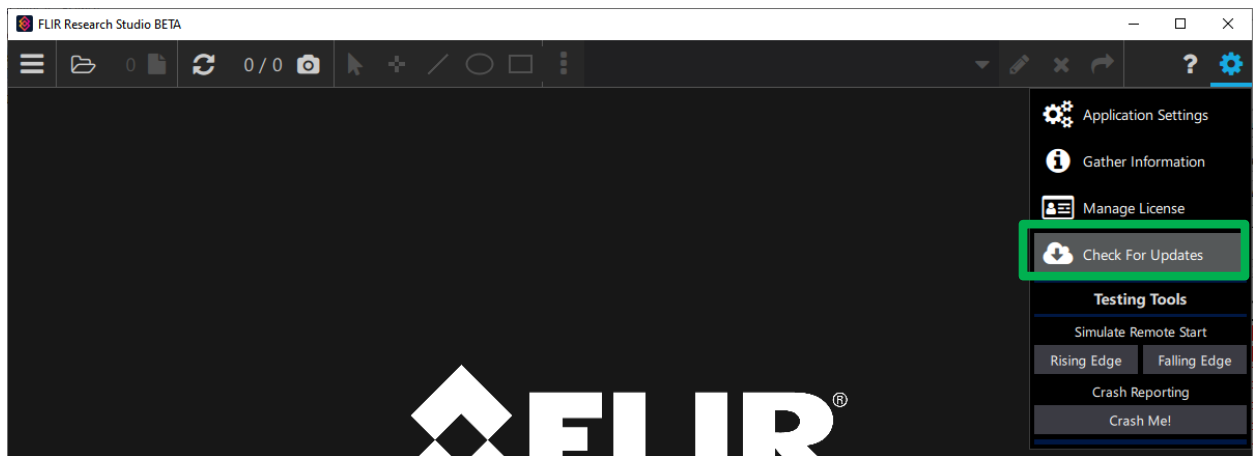 FLIR Research Studio BETA
0 0 / 0 ?
Application Settings
Gather Information
Manage License
Check For Updates
Testing Tools
Simulate Remote Start
Rising Edge Falling Edge
Crash Reporting
Crash Me!
FLIR®